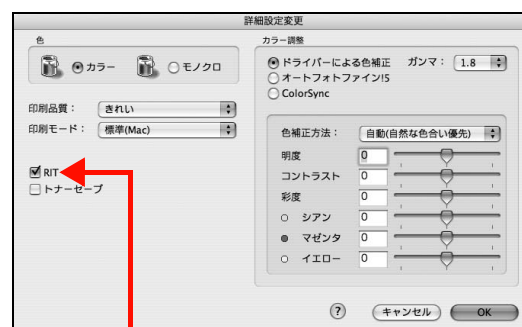 詳細設定変更
色
カラー
モノクロ
印刷品質：
きれい
印刷モード：
標準(Mac)
RIT
トナーセーブ
カラー調整
ドライバーによる色補正
ガンマ：
1.8
オートフォトファイン!5
ColorSync
色補正方法：
自動(自然な色合い優先)
明度
0
コントラスト
0
彩度
0
シアン
0
マゼンタ
0
イエロー
0
?
キャンセル
OK